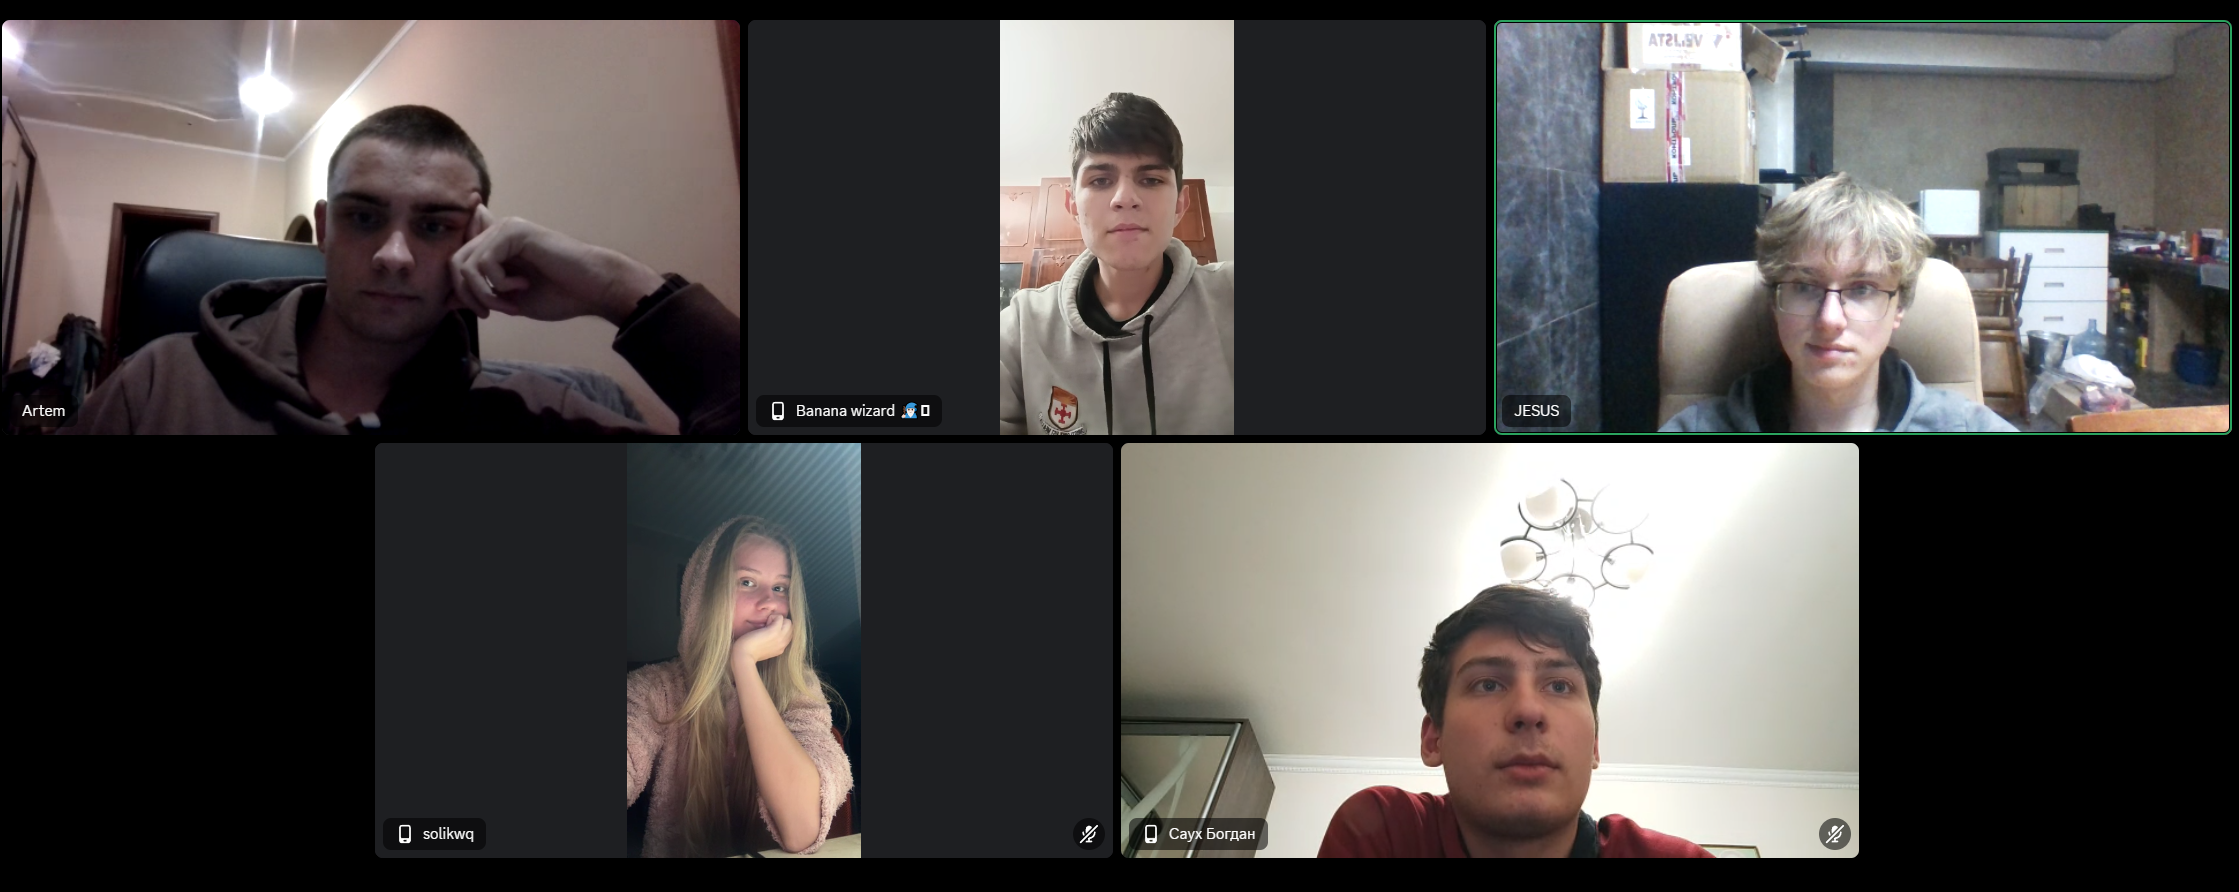 Artem
Banana wizard
JESUS
solikwq
Саух Богдан